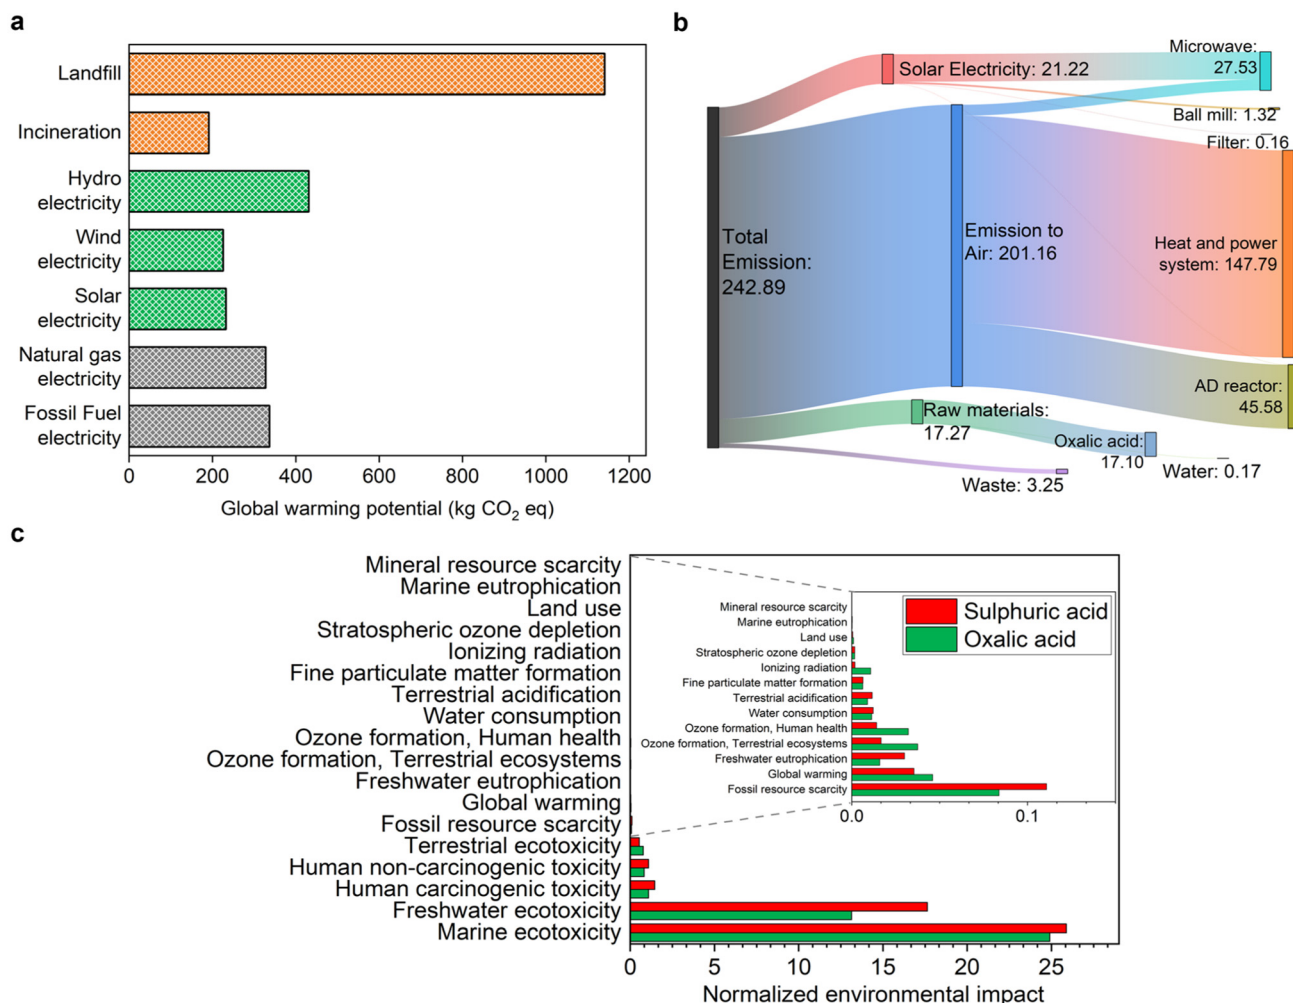 a
Landfill
Incineration
Hydro
electricity
Wind
electricity
Solar
electricity
Natural gas
electricity
Fossil Fuel
electricity
0 200 400 600 800 1000 1200
Global warming potential (kg CO₂ eq)
b
Total
Emission:
242.89
Solar Electricity: 21.22
Emission to
Air: 201.16
Raw materials:
17.27
Waste: 3.25
Oxalic acid:
17.10
Water: 0.17
Microwave:
27.53
Ball mill: 1.32
Filter: 0.16
Heat and power
system: 147.79
AD reactor:
45.58
c
Mineral resource scarcity
Marine eutrophication
Land use
Stratospheric ozone depletion
Ionizing radiation
Fine particulate matter formation
Terrestrial acidification
Water consumption
Ozone formation, Human health
Ozone formation, Terrestrial ecosystems
Freshwater eutrophication
Global warming
Fossil resource scarcity
Terrestrial ecotoxicity
Human non-carcinogenic toxicity
Human carcinogenic toxicity
Freshwater ecotoxicity
Marine ecotoxicity
0 5 10 15 20 25
Normalized environmental impact
Mineral resource scarcity
Marine eutrophication
Land use
Stratospheric ozone depletion
Ionizing radiation
Fine particulate matter formation
Terrestrial acidification
Water consumption
Ozone formation, Human health
Ozone formation, Terrestrial ecosystems
Freshwater eutrophication
Global warming
Fossil resource scarcity
0.0 0.1
Sulphuric acid
Oxalic acid